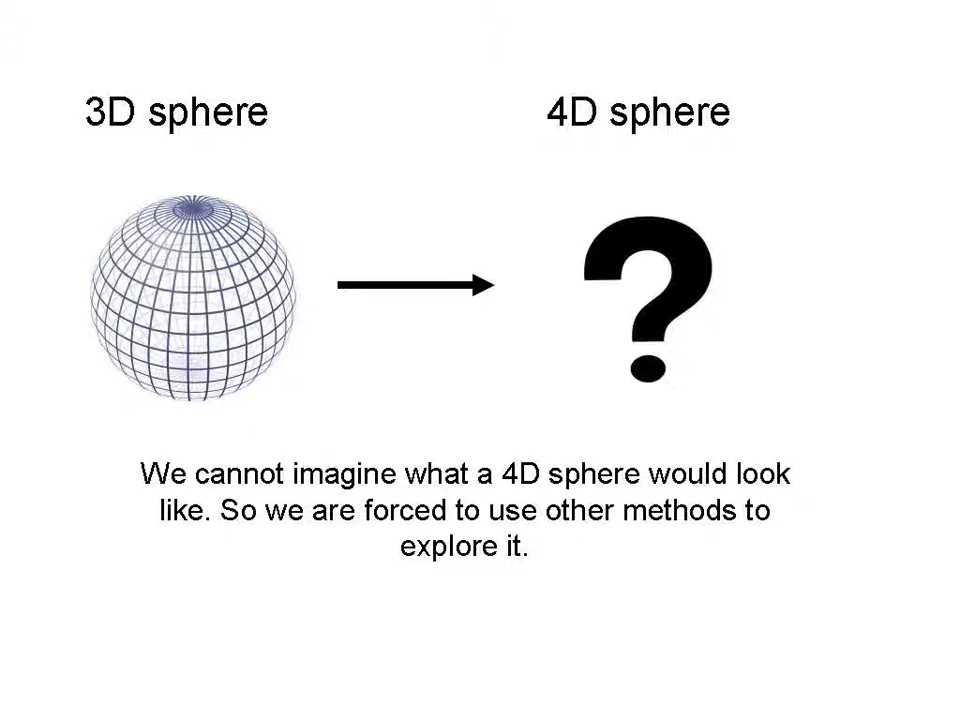 3D sphere
4D sphere
?
We cannot imagine what a 4D sphere would look
like. So we are forced to use other methods to
explore it.